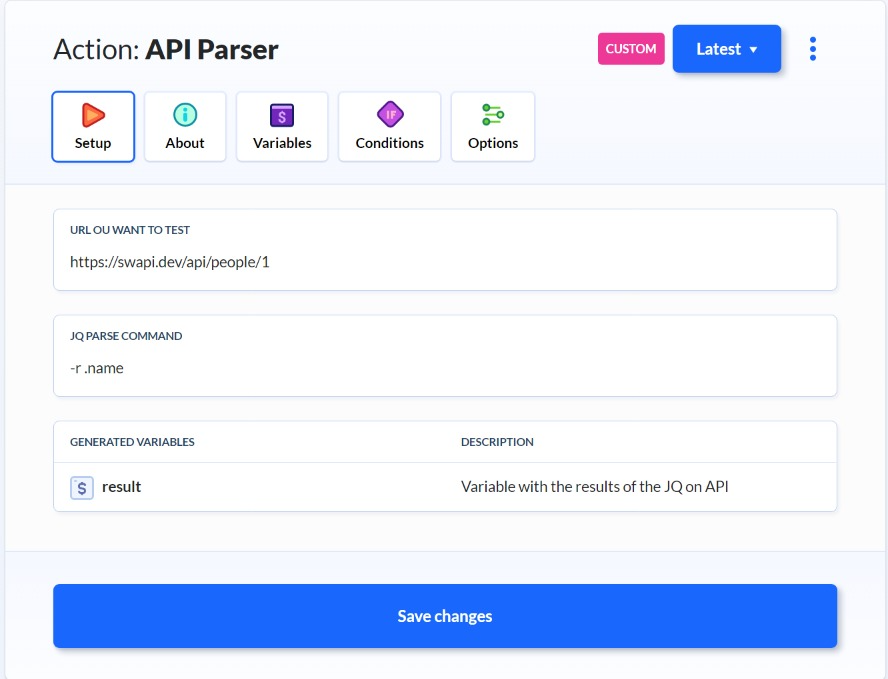 Action: API Parser
CUSTOM
Latest
Setup
About
$
Variables
IF
Conditions
Options
URL OU WANT TO TEST
https://swapi.dev/api/people/1
JQ PARSE COMMAND
-r .name
GENERATED VARIABLES DESCRIPTION
$ result Variable with the results of the JQ on API
Save changes